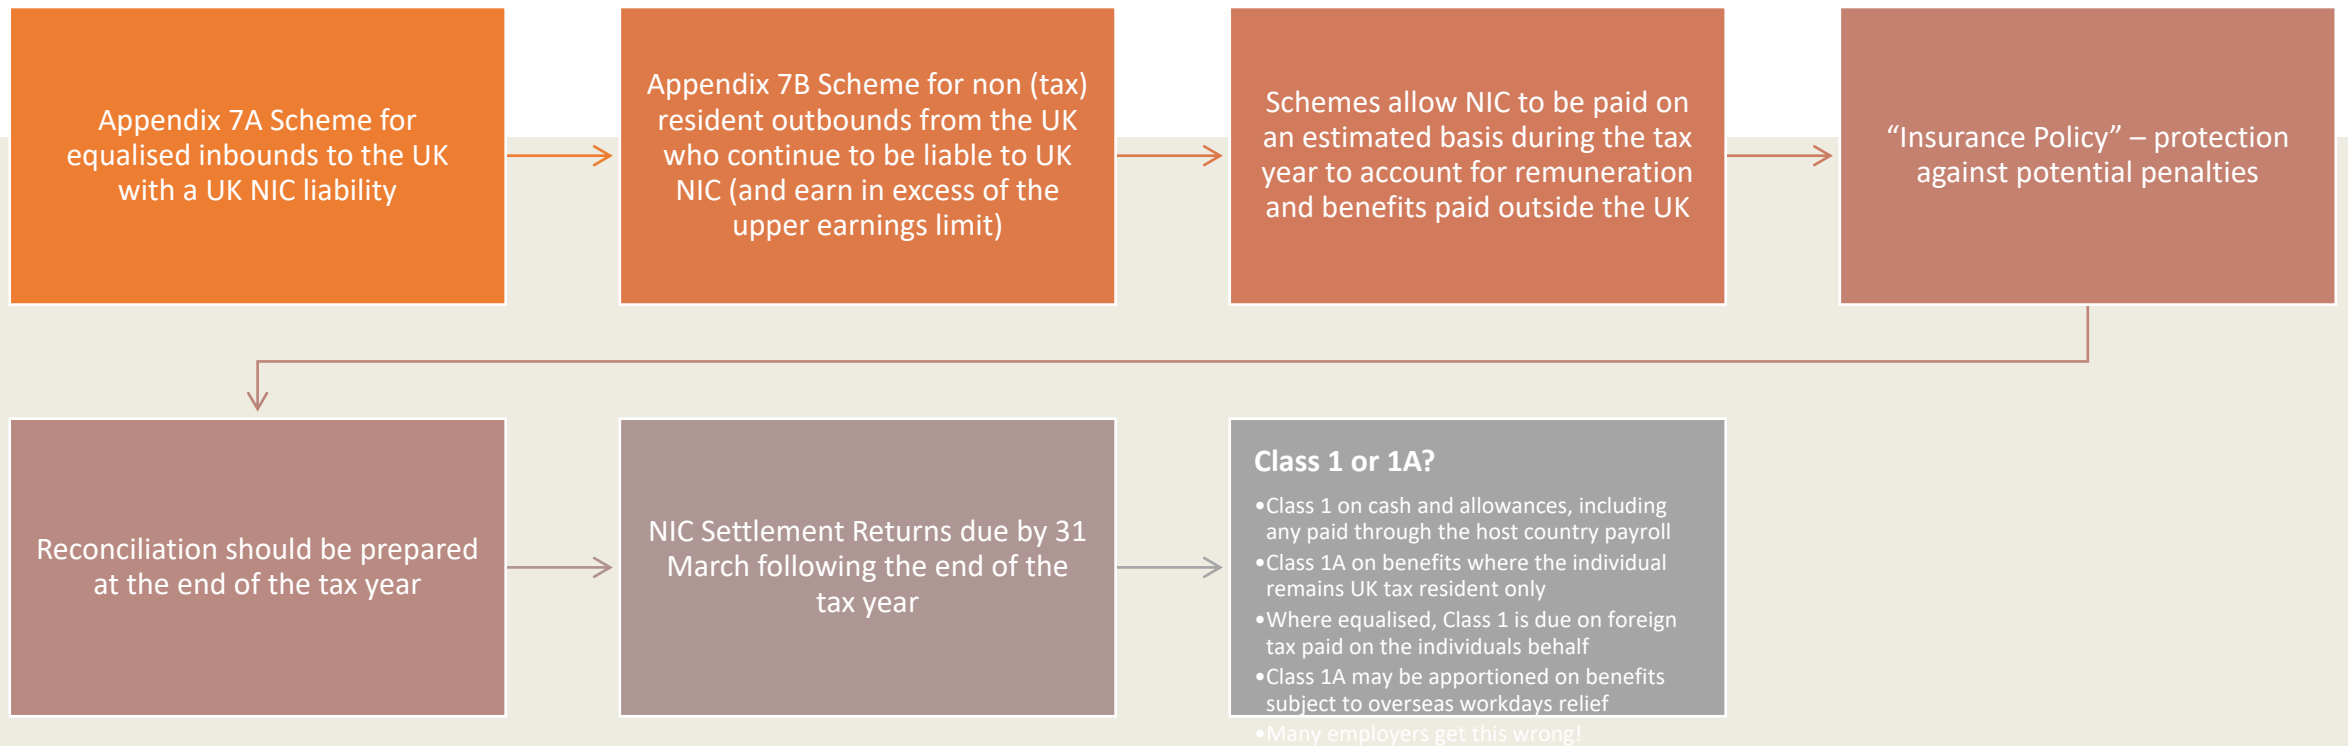 Appendix 7A Scheme for
equalised inbounds to the UK
with a UK NIC liability
Appendix 7B Scheme for non (tax)
resident outbounds from the UK
who continue to be liable to UK
NIC (and earn in excess of the
upper earnings limit)
Schemes allow NIC to be paid on
an estimated basis during the tax
year to account for remuneration
and benefits paid outside the UK
“Insurance Policy” – protection
against potential penalties
Reconciliation should be prepared
at the end of the tax year
NIC Settlement Returns due by 31
March following the end of the
tax year
Class 1 or 1A?
•Class 1 on cash and allowances, including
any paid through the host country payroll
•Class 1A on benefits where the individual
remains UK tax resident only
•Where equalised, Class 1 is due on foreign
tax paid on the individuals behalf
•Class 1A may be apportioned on benefits
subject to overseas workdays relief
•Many employers get this wrong!